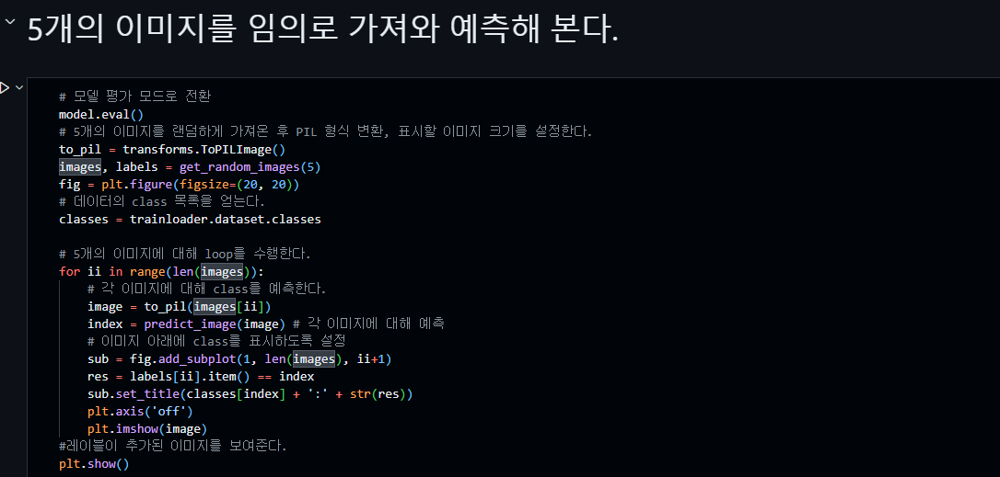 5개의 이미지를 임의로 가져와 예측해 본다.
# 모델 평가 모드로 전환
model.eval()
# 5개의 이미지를 랜덤하게 가져온 후 PIL 형식 변환, 표시할 이미지 크기를 설정한다.
to_pil = transforms.ToPILImage()
images, labels = get_random_images(5)
fig = plt.figure(figsize=(20, 20))
# 데이터의 class 목록을 얻는다.
classes = trainloader.dataset.classes
# 5개의 이미지에 대해 loop를 수행한다.
for ii in range(len(images)):
    # 각 이미지에 대해 class를 예측한다.
    image = to_pil(images[ii])
    index = predict_image(image) # 각 이미지에 대해 예측
    # 이미지 아래에 class를 표시하도록 설정
    sub = fig.add_subplot(1, len(images), ii+1)
    res = labels[ii].item() == index
    sub.set_title(classes[index] + ':' + str(res))
    plt.axis('off')
    plt.imshow(image)
#레이블이 추가된 이미지를 보여준다.
plt.show()